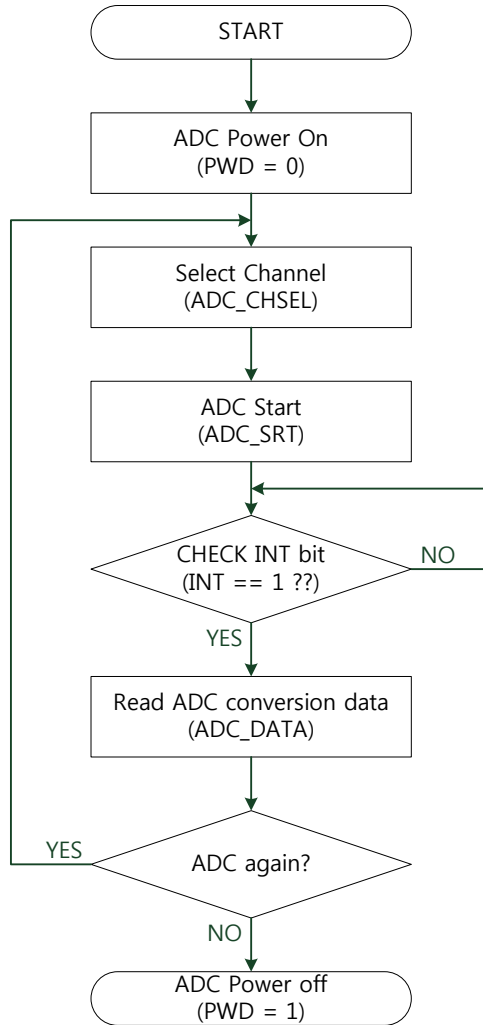 START
ADC Power On
(PWD = 0)
Select Channel
(ADC_CHSEL)
ADC Start
(ADC_SRT)
CHECK INT bit
(INT == 1 ??)
NO
YES
Read ADC conversion data
(ADC_DATA)
YES
ADC again?
NO
ADC Power off
(PWD = 1)